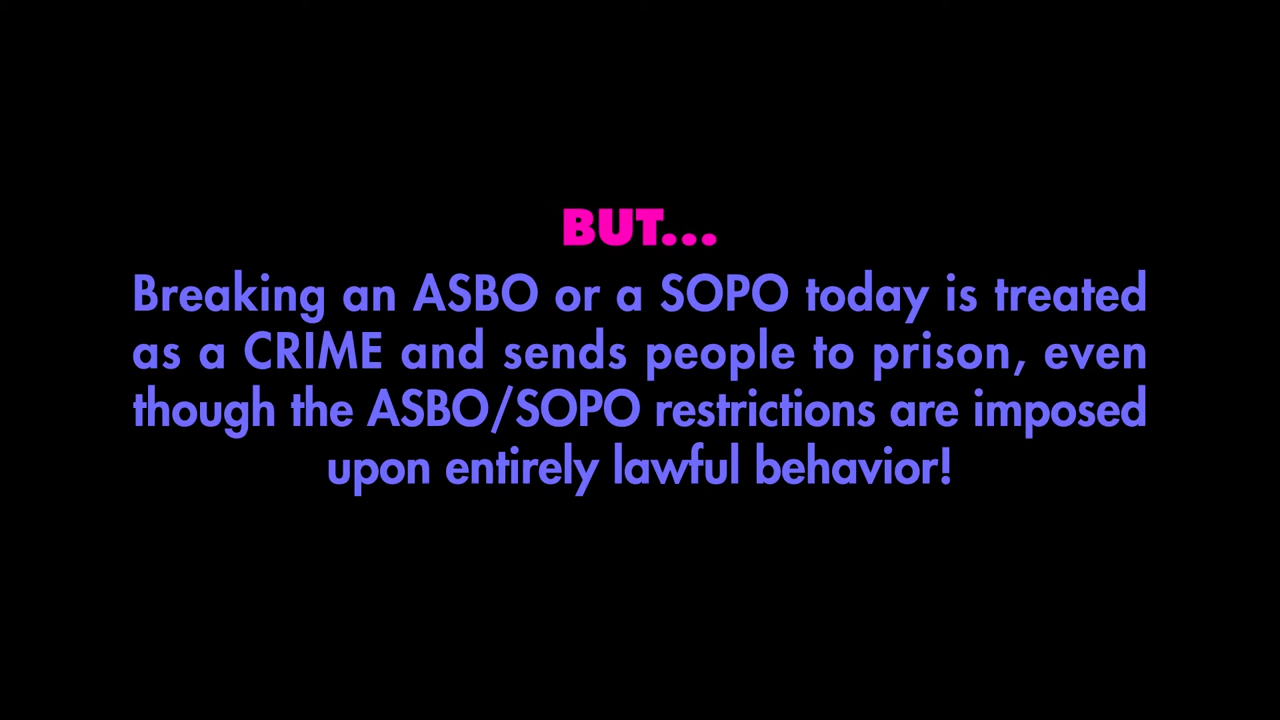 BUT...
Breaking an ASBO or a SOPO today is treated
as a CRIME and sends people to prison, even
though the ASBO/SOPO restrictions are imposed
upon entirely lawful behavior!